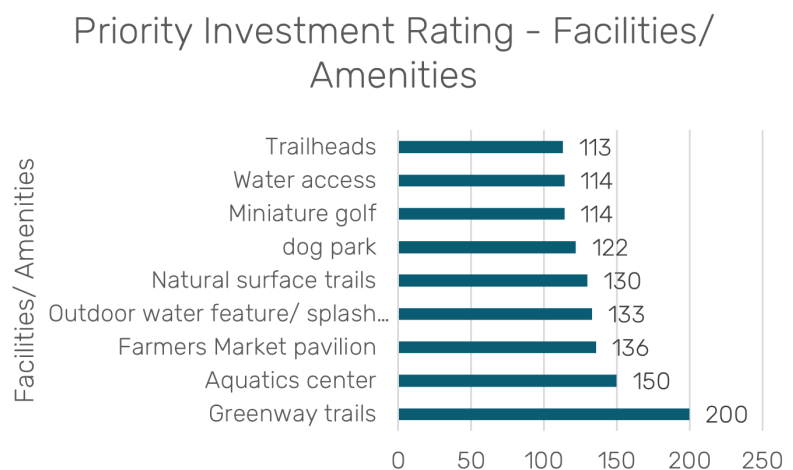 Priority Investment Rating - Facilities/
Amenities
Facilities/ Amenities
Trailheads 113
Water access 114
Miniature golf 114
dog park 122
Natural surface trails 130
Outdoor water feature/ splash... 133
Farmers Market pavilion 136
Aquatics center 150
Greenway trails 200
0 50 100 150 200 250